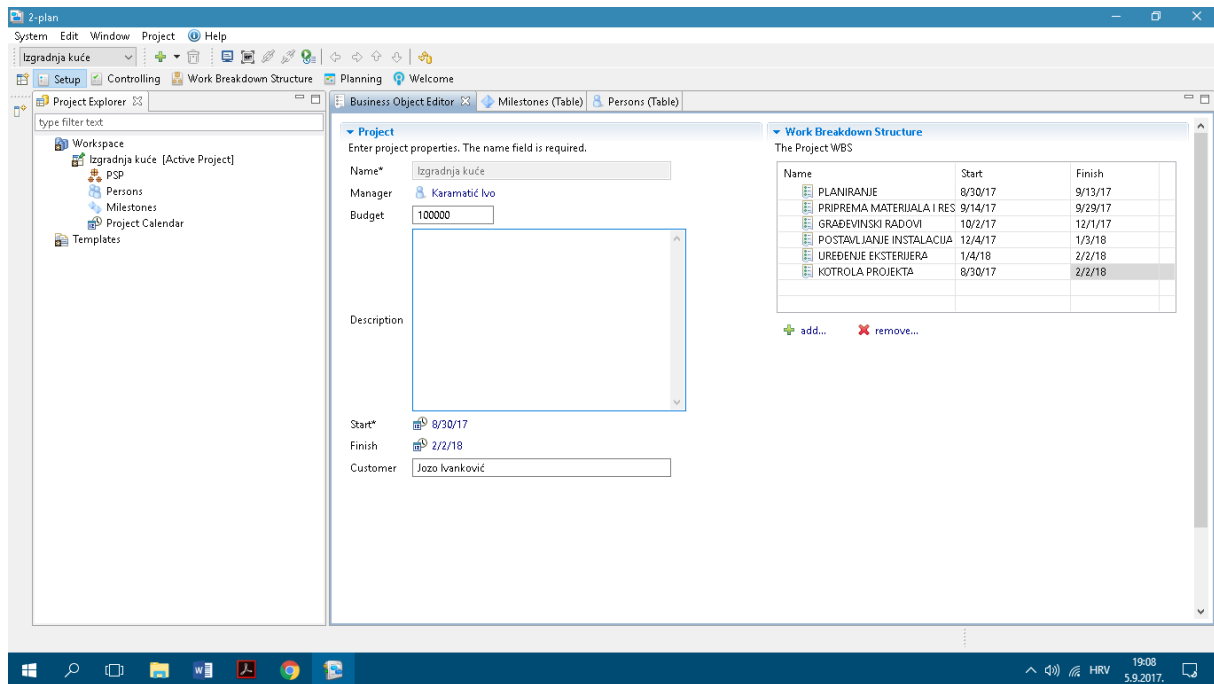 2-plan
System Edit Window Project Help
Izgradnja kuće
Setup Controlling Work Breakdown Structure Planning Welcome
Project Explorer
type filter text
Workspace
Izgradnja kuće [Active Project]
PSP
Persons
Milestones
Project Calendar
Templates
Business Object Editor Milestones (Table) Persons (Table)
Project
Enter project properties. The name field is required.
Name* Izgradnja kuće
Manager Karamatić Ivo
Budget 100000
Description
Start* 8/30/17
Finish 2/2/18
Customer Jozo Ivanković
Work Breakdown Structure
The Project WBS
Name Start Finish
PLANIRANJE 8/30/17 9/13/17
PRIPREMA MATERIJALA I RES 9/14/17 9/29/17
GRAĐEVINSKI RADOVI 10/2/17 12/1/17
POSTAVLJANJE INSTALACIJA 12/4/17 1/3/18
UREĐENJE EKSTERIJERA 1/4/18 2/2/18
KOTROLA PROJEKTA 8/30/17 2/2/18
add... remove...
HRV
19:08
5.9.2017.